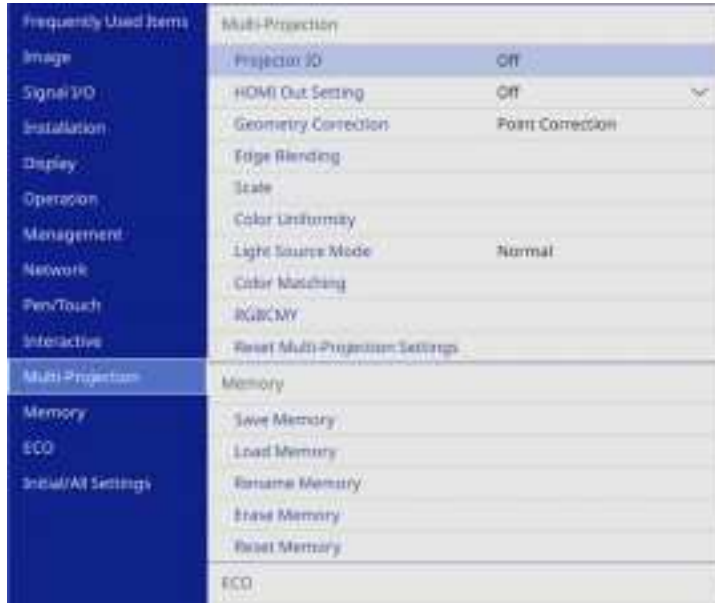 Frequently Used Items
Image
Signal I/O
Installation
Display
Operation
Management
Network
Pen/Touch
Interactive
Multi-Projection
Memory
ECO
Initial/All Settings
Multi-Projection
Projector ID Off
HDMI Out Setting Off
Geometry Correction Point Correction
Edge Blending
Scale
Color Uniformity
Light Source Mode Normal
Color Matching
RGBCMY
Reset Multi-Projection Settings
Memory
Save Memory
Load Memory
Rename Memory
Erase Memory
Reset Memory
ECO